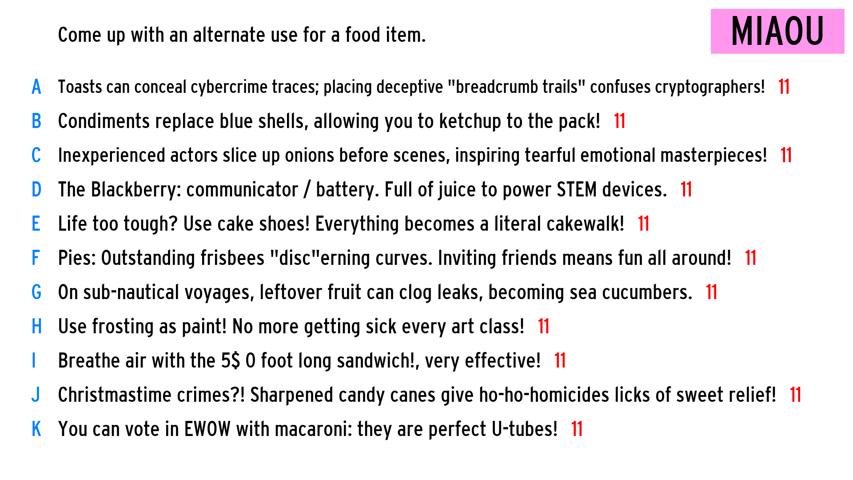 Come up with an alternate use for a food item.
MIAOU
A Toasts can conceal cybercrime traces; placing deceptive "breadcrumb trails" confuses cryptographers! 11
B Condiments replace blue shells, allowing you to ketchup to the pack! 11
C Inexperienced actors slice up onions before scenes, inspiring tearful emotional masterpieces! 11
D The Blackberry: communicator / battery. Full of juice to power STEM devices. 11
E Life too tough? Use cake shoes! Everything becomes a literal cakewalk! 11
F Pies: Outstanding frisbees "disc"erning curves. Inviting friends means fun all around! 11
G On sub-nautical voyages, leftover fruit can clog leaks, becoming sea cucumbers. 11
H Use frosting as paint! No more getting sick every art class! 11
I Breathe air with the 5$ 0 foot long sandwich!, very effective! 11
J Christmastime crimes?! Sharpened candy canes give ho-ho-homicides licks of sweet relief! 11
K You can vote in EWOW with macaroni: they are perfect U-tubes! 11